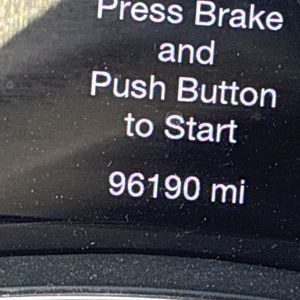 Press Brake
and
Push Button
to Start
96190 mi